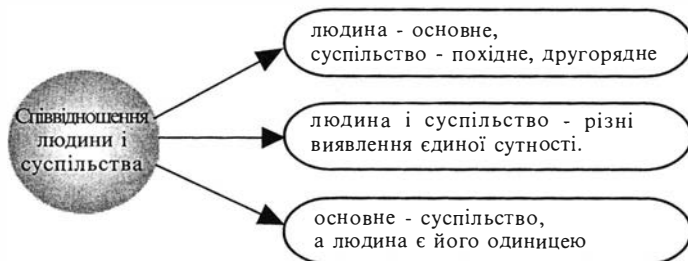 Співвідношення
людини і
суспільства
людина - основне,
суспільство - похідне, другорядне
людина і суспільство - різні
виявлення єдиної сутності.
основне - суспільство,
а людина є його одиницею